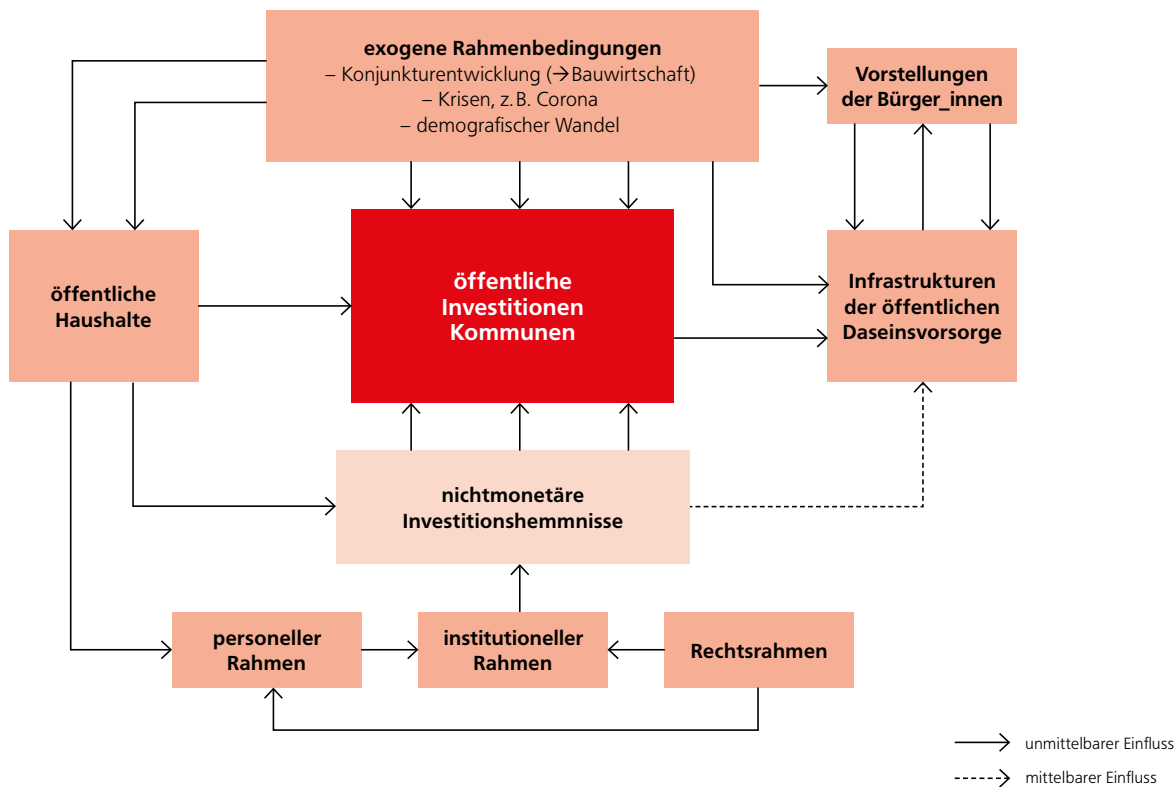 exogene Rahmenbedingungen
– Konjunkturentwicklung (→Bauwirtschaft)
– Krisen, z. B. Corona
– demografischer Wandel
Vorstellungen
der Bürger_innen
öffentliche
Haushalte
öffentliche
Investitionen
Kommunen
Infrastrukturen
der öffentlichen
Daseinsvorsorge
nichtmonetäre
Investitionshemmnisse
personeller
Rahmen
institutioneller
Rahmen
Rechtsrahmen
unmittelbarer Einfluss
mittelbarer Einfluss